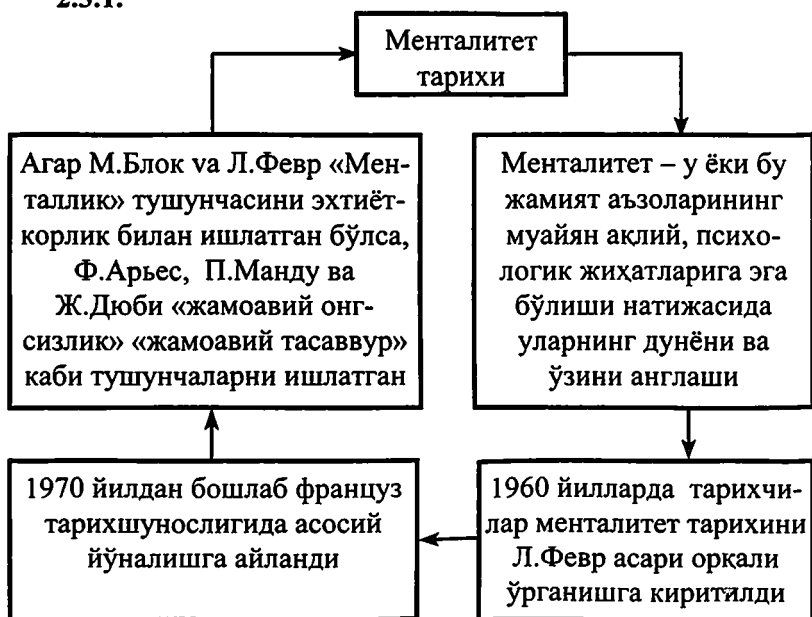 2.3.1.
Менталитет
тарихи
Агар М.Блок va Л.Февр «Мен-
таллик» тушунчасини эхтиёт-
корлик билан ишлатган бўлса,
Ф.Арьес, П.Манду ва
Ж.Дюби «жамоавий онг-
сизлик» «жамоавий тасаввур»
каби тушунчаларни ишлатган
Менталитет – у ёки бу
жамият аъзоларининг
муайян ақлий, психо-
логик жиҳатларига эга
бўлиши натижасида
уларнинг дунёни ва
ўзини англаши
1970 йилдан бошлаб француз
тарихшунослигида асосий
йўналишга айланди
1960 йилларда тарихчи-
лар менталитет тарихини
Л.Февр асари орқали
ўрганишга киритилди